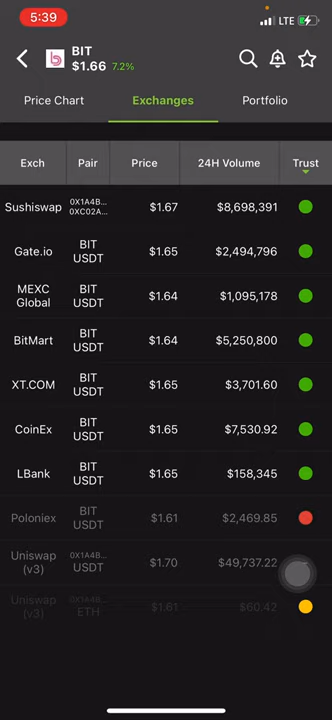 5:39
LTE
BIT
$1.66 7.2%
Price Chart Exchanges Portfolio
Exch Pair Price 24H Volume Trust
Sushiswap 0X1A4B... 0XC02A... $1.67 $8,698,391
Gate.io BIT USDT $1.65 $2,494,796
MEXC Global BIT USDT $1.64 $1,095,178
BitMart BIT USDT $1.64 $5,250,800
XT.COM BIT USDT $1.65 $3,701.60
CoinEx BIT USDT $1.65 $7,530.92
LBank BIT USDT $1.65 $158,345
Poloniex BIT USDT $1.61 $2,469.85
Uniswap (v3) 0X1A4B... USDT $1.70 $49,737.22
Uniswap (v3) 0X1A4B... ETH $1.61 $60.42